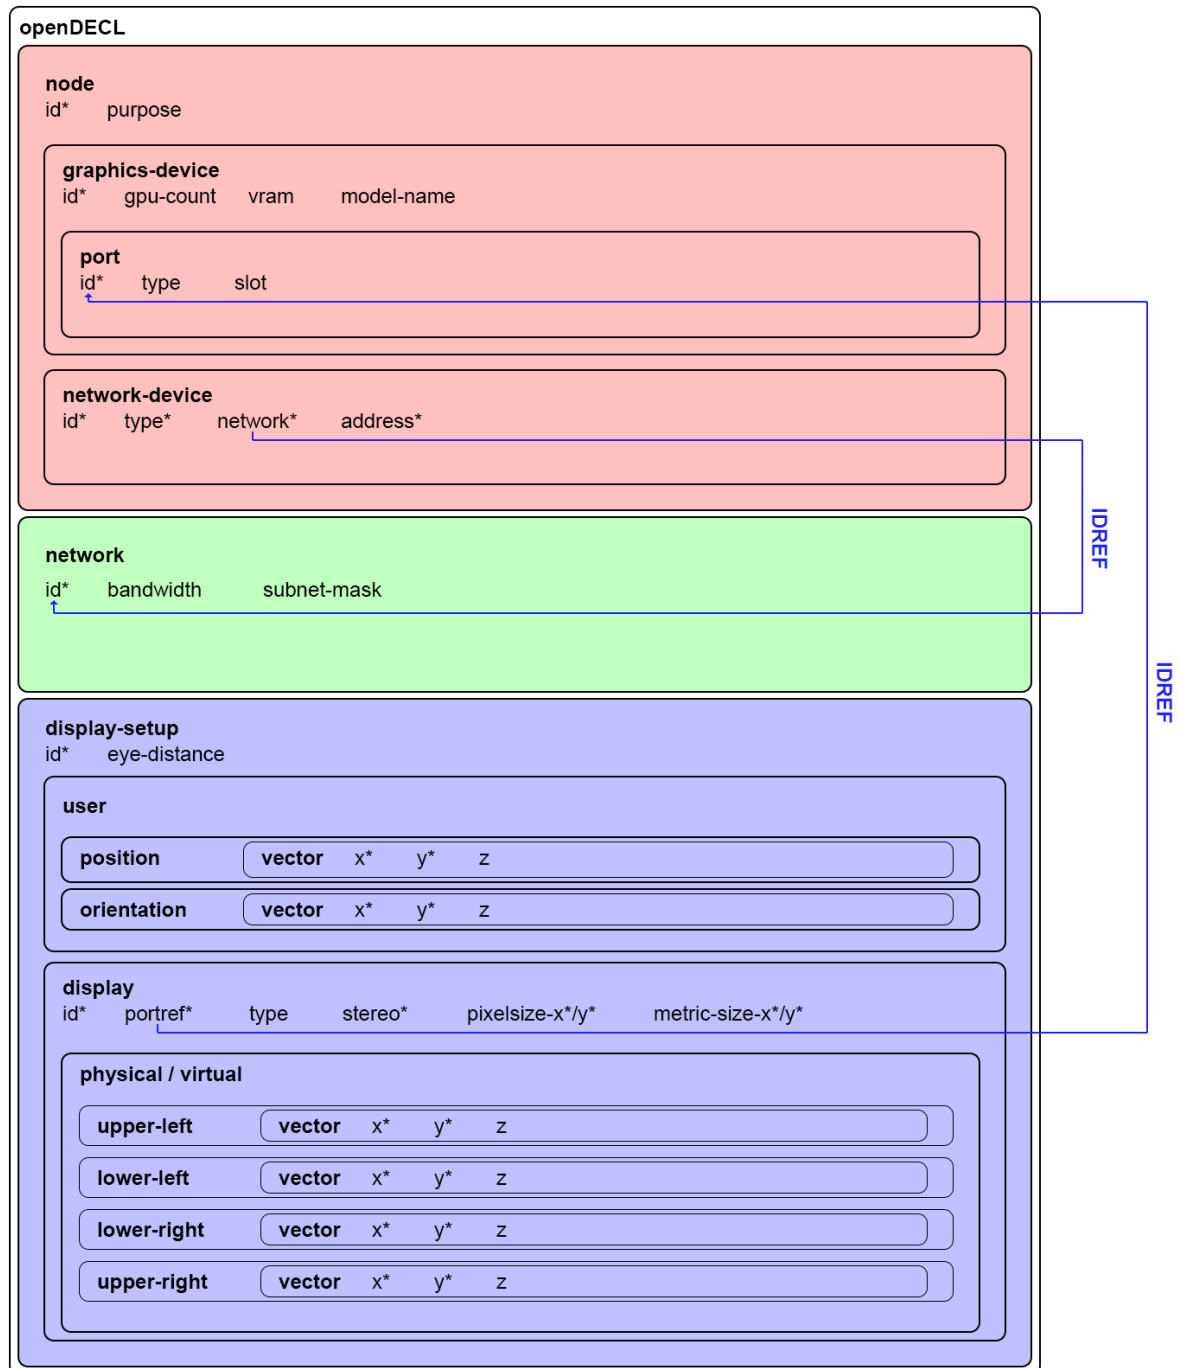 openDECL
node
id* purpose
graphics-device
id* gpu-count vram model-name
port
id* type slot
network-device
id* type* network* address*
IDREF
network
id* bandwidth subnet-mask
IDREF
display-setup
id* eye-distance
user
position vector x* y* z
orientation vector x* y* z
display
id* portref* type stereo* pixelsize-x*/y* metric-size-x*/y*
physical / virtual
upper-left vector x* y* z
lower-left vector x* y* z
lower-right vector x* y* z
upper-right vector x* y* z